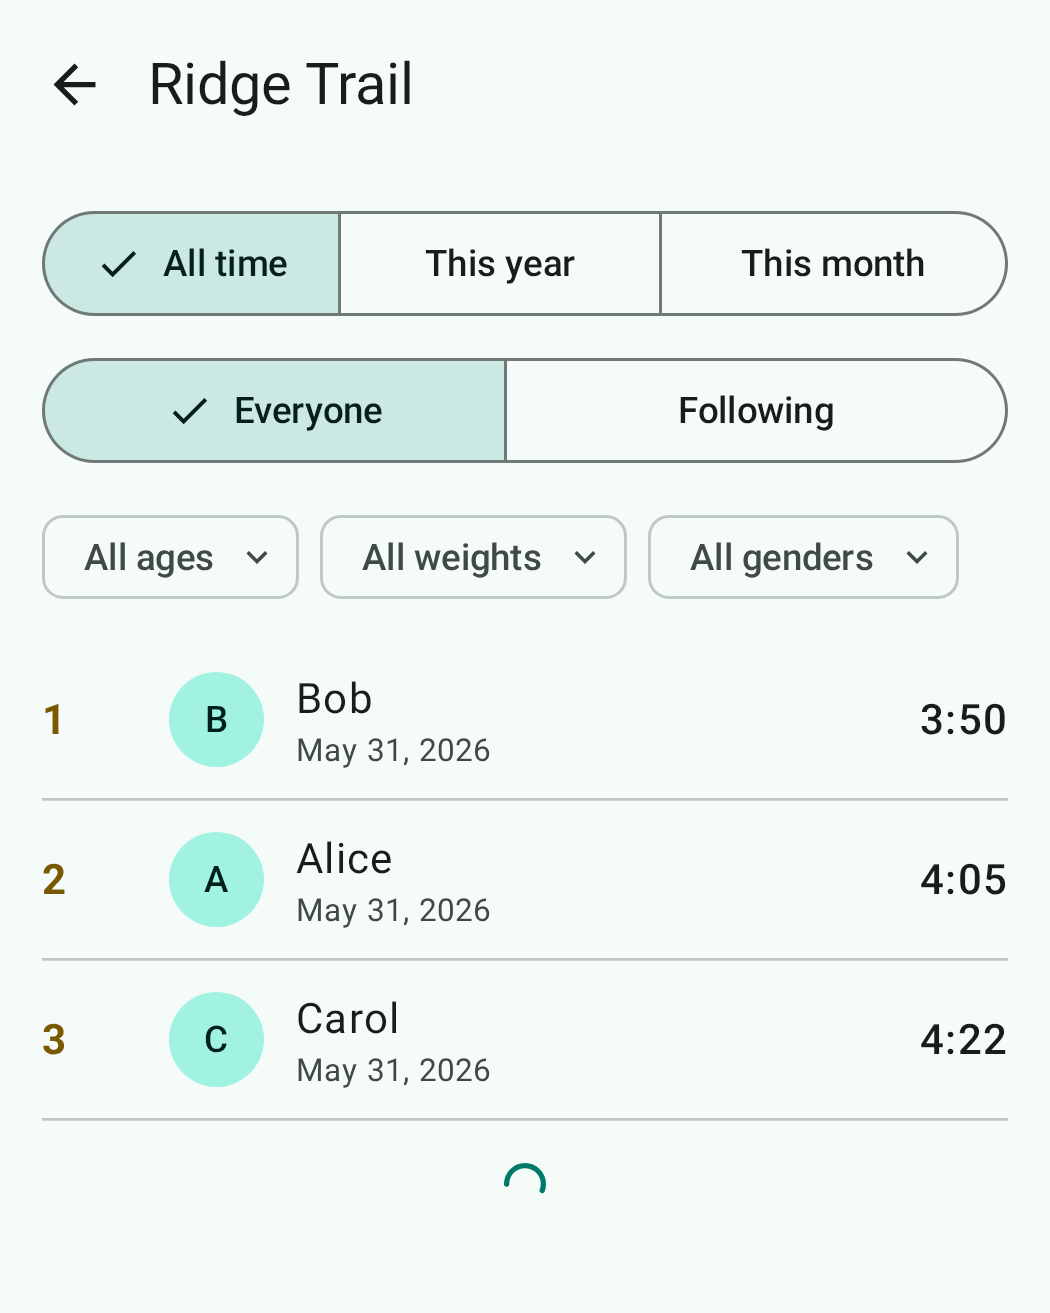 Ridge Trail
All time
This year
This month
Everyone
Following
All ages
All weights
All genders
1
B
Bob
May 31, 2026
3:50
2
A
Alice
May 31, 2026
4:05
3
C
Carol
May 31, 2026
4:22